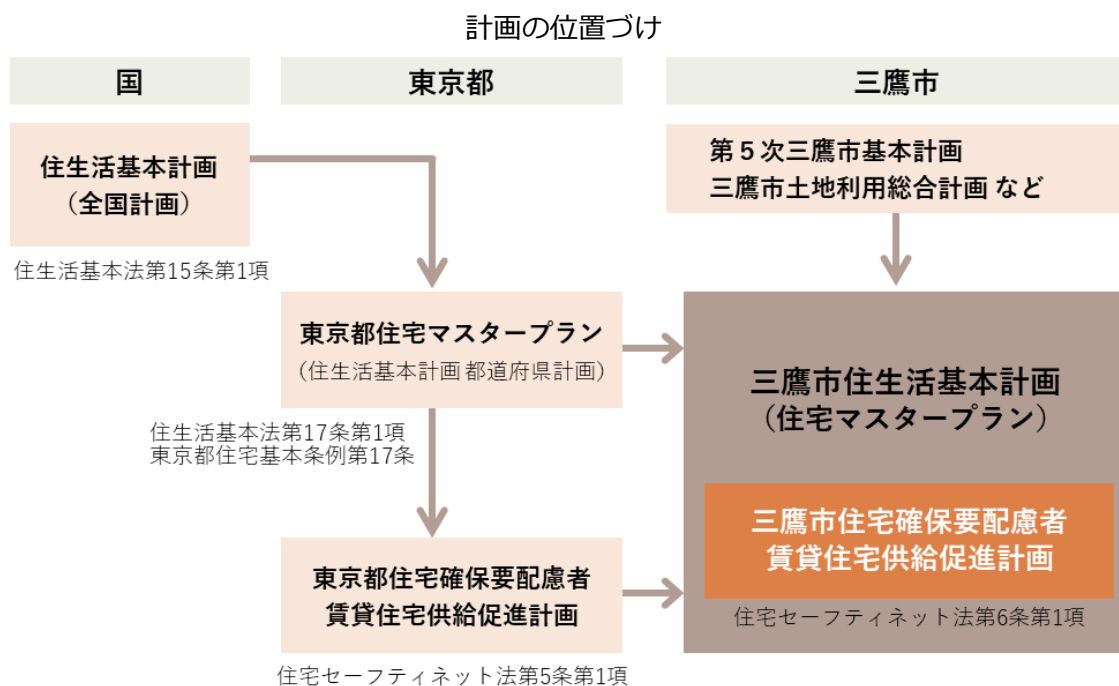 計画の位置づけ
国
東京都
三鷹市
住生活基本計画
(全国計画)
住生活基本法第15条第1項
東京都住宅マスタープラン
(住生活基本計画 都道府県計画)
住生活基本法第17条第1項
東京都住宅基本条例第17条
東京都住宅確保要配慮者
賃貸住宅供給促進計画
住宅セーフティネット法第5条第1項
第5次三鷹市基本計画
三鷹市土地利用総合計画 など
三鷹市住生活基本計画
(住宅マスタープラン)
三鷹市住宅確保要配慮者
賃貸住宅供給促進計画
住宅セーフティネット法第6条第1項